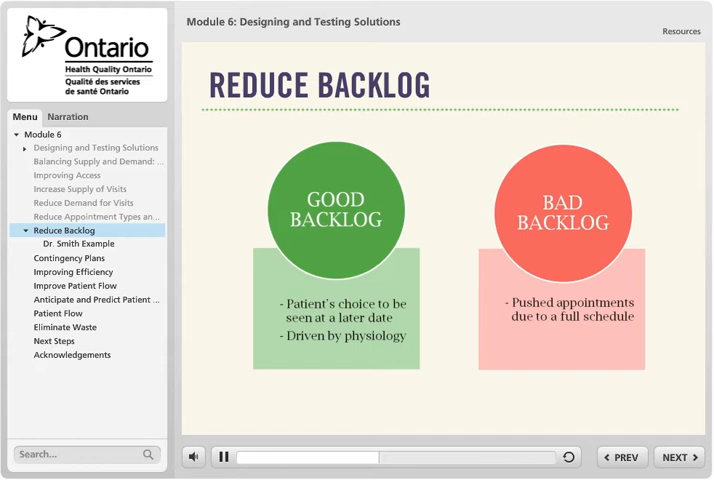 Ontario
Health Quality Ontario
Qualité des services
de santé Ontario
Module 6: Designing and Testing Solutions
Resources
Menu
Narration
Module 6
Designing and Testing Solutions
Balancing Supply and Demand: ...
Improving Access
Increase Supply of Visits
Reduce Demand for Visits
Reduce Appointment Types an...
Reduce Backlog
Dr. Smith Example
Contingency Plans
Improving Efficiency
Improve Patient Flow
Anticipate and Predict Patient ...
Patient Flow
Eliminate Waste
Next Steps
Acknowledgements
Search...
REDUCE BACKLOG
GOOD
BACKLOG
- Patient's choice to be
seen at a later date
- Driven by physiology
BAD
BACKLOG
- Pushed appointments
due to a full schedule
PREV
NEXT